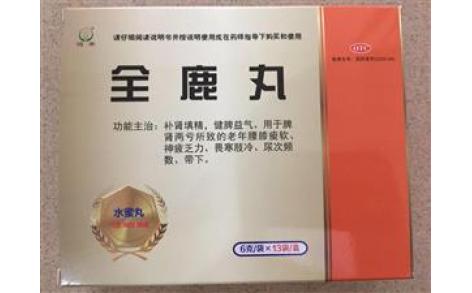 请仔细阅读说明书并按说明使用或在药师指导下购买和使用
OTC
全鹿丸
功能主治：补肾填精，健脾益气。用于脾
肾两亏所致的老年腰膝痠软、
神疲乏力、畏寒肢冷、尿次频
数、带下。
水蜜丸
6克/袋×13袋/盒